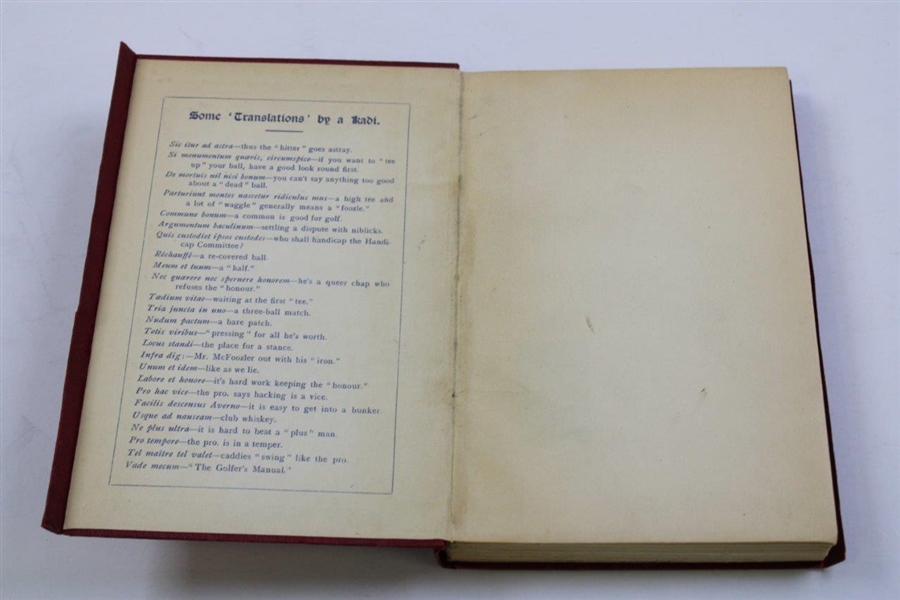 Some 'Translations' by a Kadi.
Sic itur ad astra—thus the "hitter" goes astray.
Si monumentum quæris, circumspice—if you want to "tee
up" your ball, have a good look round first.
De mortuis nil nisi bonum—you can't say anything too good
about a "dead" ball.
Parturiunt montes nascetur ridiculus mus—a high tee and
a lot of "waggle" generally means a "foozle."
Commune bonum—a common is good for golf.
Argumentum baculinum—settling a dispute with niblicks.
Quis custodiet ipsos custodes—who shall handicap the Handi-
cap Committee?
Réchauffé—a re-covered ball.
Meum et tuum—a "half."
Nec quærere nec spernere honorem—he's a queer chap who
refuses the "honour."
Tædium vitæ—waiting at the first "tee."
Tria juncta in uno—a three-ball match.
Nudum pactum—a bare patch.
Totis viribus—"pressing" for all he's worth.
Locus standi—the place for a stance.
Infra dig:—Mr. McFoozler out with his "iron."
Unum et idem—like as we lie.
Labore et honore—it's hard work keeping the "honour."
Pro hac vice—the pro. says hacking is a vice.
Facilis descensus Averno—it is easy to get into a bunker.
Usque ad nauseam—club whiskey.
Ne plus ultra—it is hard to beat a "plus" man.
Pro tempore—the pro. is in a temper.
Tel maître tel valet—caddies "swing" like the pro.
Vade mecum—"The Golfer's Manual."